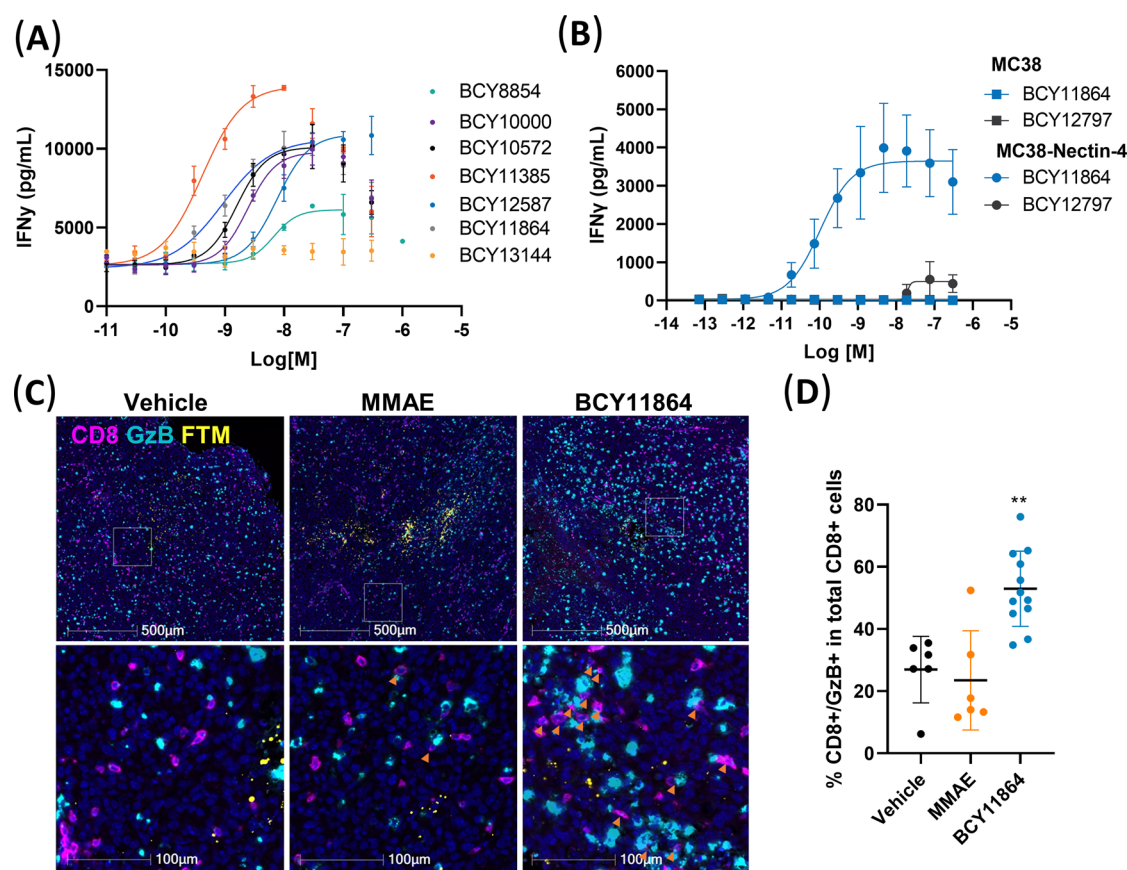 (A)
15000
10000
5000
0
IFNγ (pg/mL)
-11
-10
-9
-8
-7
-6
-5
Log[M]
BCY8854
BCY10000
BCY10572
BCY11385
BCY12587
BCY11864
BCY13144
(B)
6000
5000
4000
3000
2000
1000
0
IFNγ (pg/mL)
-14
-13
-12
-11
-10
-9
-8
-7
-6
-5
Log [M]
MC38
BCY11864
BCY12797
MC38-Nectin-4
BCY11864
BCY12797
(C)
Vehicle
MMAE
BCY11864
CD8 GzB FTM
500µm
500µm
500µm
100µm
100µm
100µm
(D)
% CD8+/GzB+ in total CD8+ cells
80
60
40
20
0
**
Vehicle
MMAE
BCY11864